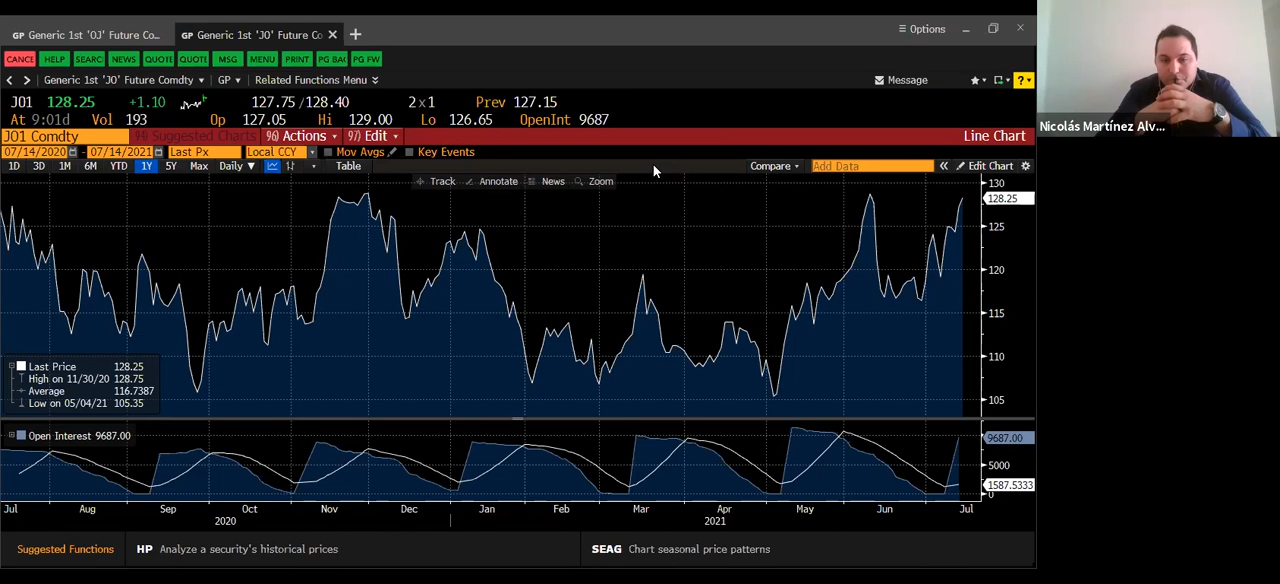 GP Generic 1st 'OJ' Future Co... GP Generic 1st 'JO' Future Co × + Options
CANCE HELP SEARC NEWS QUOTE QUOTE MSG MENU PRINT PG BAC PG FW
< > Generic 1st 'JO' Future Comdty GP Related Functions Menu Message ?
JO1 128.25 +1.10 127.75/128.40 2×1 Prev 127.15
At 9:01d Vol 193 Op 127.05 Hi 129.00 Lo 126.65 OpenInt 9687
JO1 Comdty 94) Suggested Charts 96) Actions 97) Edit Line Chart
07/14/2020 - 07/14/2021 Last Px Local CCY Mov Avgs Key Events
1D 3D 1M 6M YTD 1Y 5Y Max Daily ▼ Table Compare Add Data « Edit Chart
Track Annotate News Zoom
130
128.25
125
120
115
110
105
Last Price 128.25
High on 11/30/20 128.75
Average 116.7387
Low on 05/04/21 105.35
Open Interest 9687.00
9687.00
5000
1587.5333
0
Jul Aug Sep Oct Nov Dec Jan Feb Mar Apr May Jun Jul
2020 2021
Suggested Functions HP Analyze a security's historical prices SEAG Chart seasonal price patterns
Nicolás Martínez Alv...